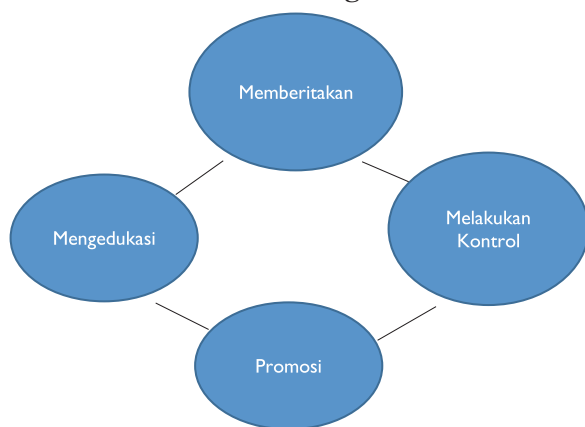 Memberitakan
Melakukan
Kontrol
Mengedukasi
Promosi